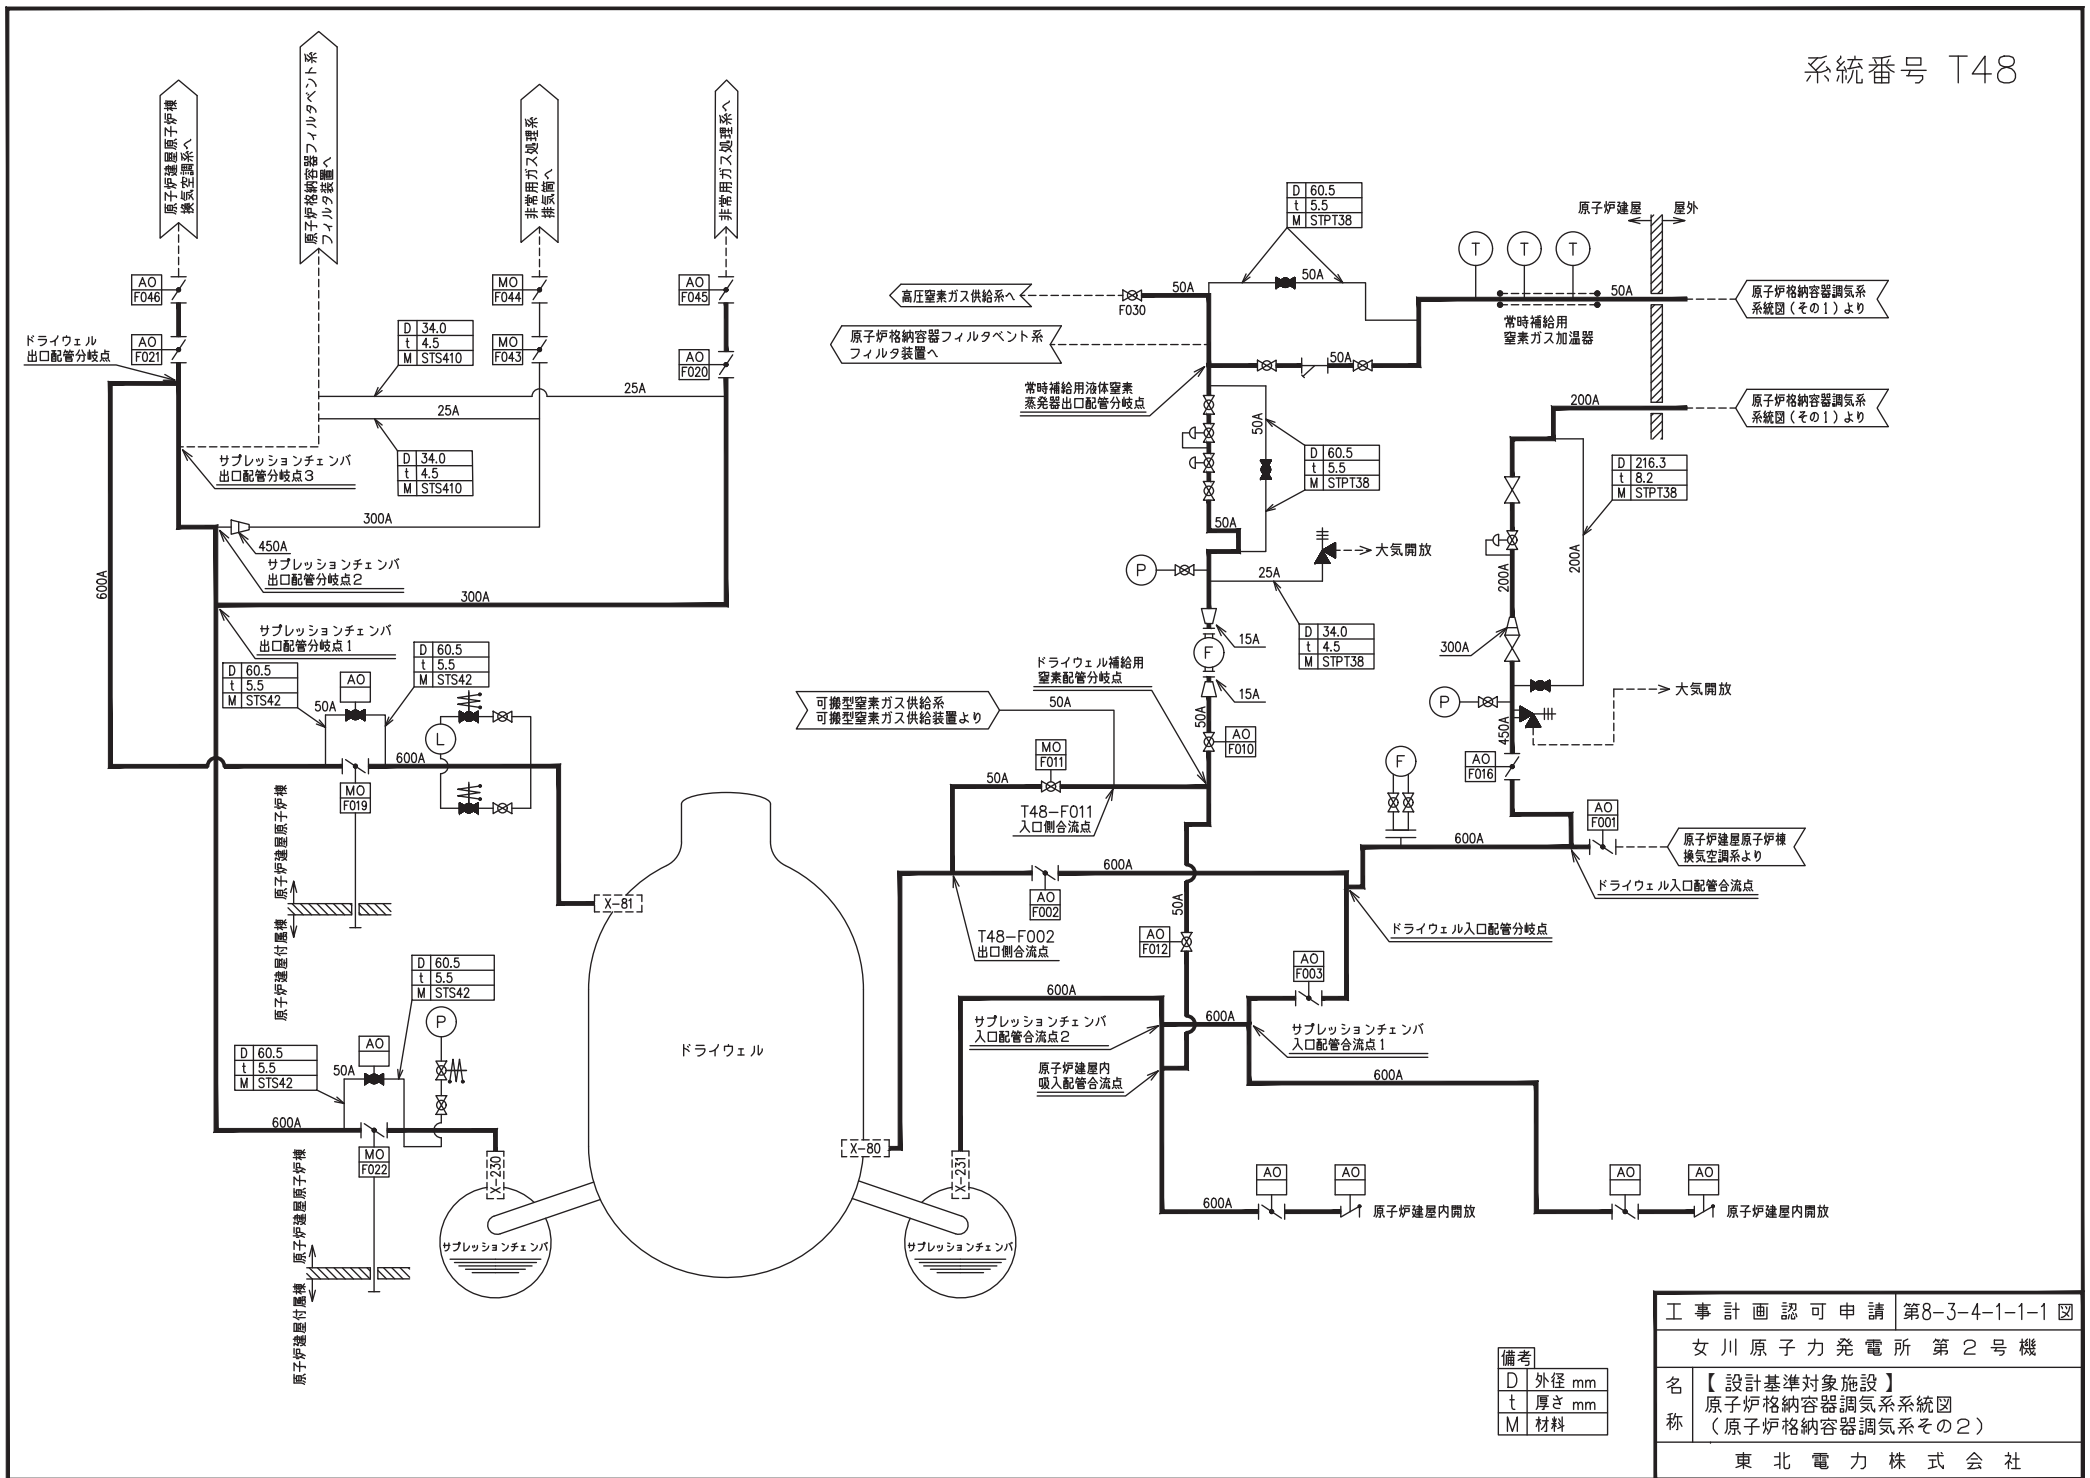 系統番号 T48
原子炉建屋原子炉棟
換気空調系へ
原子炉格納容器フィルタベント系
フィルタ装置へ
非常用ガス処理系
排気筒へ
非常用ガス処理系へ
AO
F046
MO
F044
AO
F045
AO
F021
MO
F043
AO
F020
ドライウェル
出口配管分岐点
D 34.0
t 4.5
M STS410
25A
25A
D 34.0
t 4.5
M STS410
サプレッションチェンバ
出口配管分岐点3
300A
450A
サプレッションチェンバ
出口配管分岐点2
600A
300A
サプレッションチェンバ
出口配管分岐点1
D 60.5
t 5.5
M STS42
D 60.5
t 5.5
M STS42
AO
50A
L
600A
MO
F019
原子炉建屋原子炉棟
原子炉建屋付属棟
X-81
D 60.5
t 5.5
M STS42
P
AO
D 60.5
t 5.5
M STS42
50A
600A
MO
F022
原子炉建屋原子炉棟
原子炉建屋付属棟
X-230
サプレッションチェンバ
ドライウェル
X-80
X-231
サプレッションチェンバ
D 60.5
t 5.5
M STPT38
50A
高圧窒素ガス供給系へ
50A
F030
原子炉格納容器フィルタベント系
フィルタ装置へ
50A
常時補給用液体窒素
蒸発器出口配管分岐点
T
T
T
原子炉建屋
屋外
50A
常時補給用
窒素ガス加温器
原子炉格納容器調気系
系統図(その1)より
200A
原子炉格納容器調気系
系統図(その1)より
50A
D 60.5
t 5.5
M STPT38
50A
大気開放
P
25A
15A
F
15A
D 34.0
t 4.5
M STPT38
D 216.3
t 8.2
M STPT38
200A
200A
300A
P
大気開放
450A
AO
F016
ドライウェル補給用
窒素配管分岐点
可搬型窒素ガス供給系
可搬型窒素ガス供給装置より
50A
50A
AO
F010
MO
F011
50A
T48-F011
入口側合流点
F
AO
F001
600A
原子炉建屋原子炉棟
換気空調系より
ドライウェル入口配管合流点
600A
AO
F002
T48-F002
出口側合流点
50A
AO
F012
ドライウェル入口配管分岐点
AO
F003
600A
600A
サプレッションチェンバ
入口配管合流点2
サプレッションチェンバ
入口配管合流点1
原子炉建屋内
吸入配管合流点
600A
AO
AO
600A
原子炉建屋内開放
AO
AO
原子炉建屋内開放
備考
D 外径 mm
t 厚さ mm
M 材料
工事計画認可申請 第8-3-4-1-1-1図
女川原子力発電所 第2号機
名称
【設計基準対象施設】
原子炉格納容器調気系系統図
(原子炉格納容器調気系その2)
東北電力株式会社